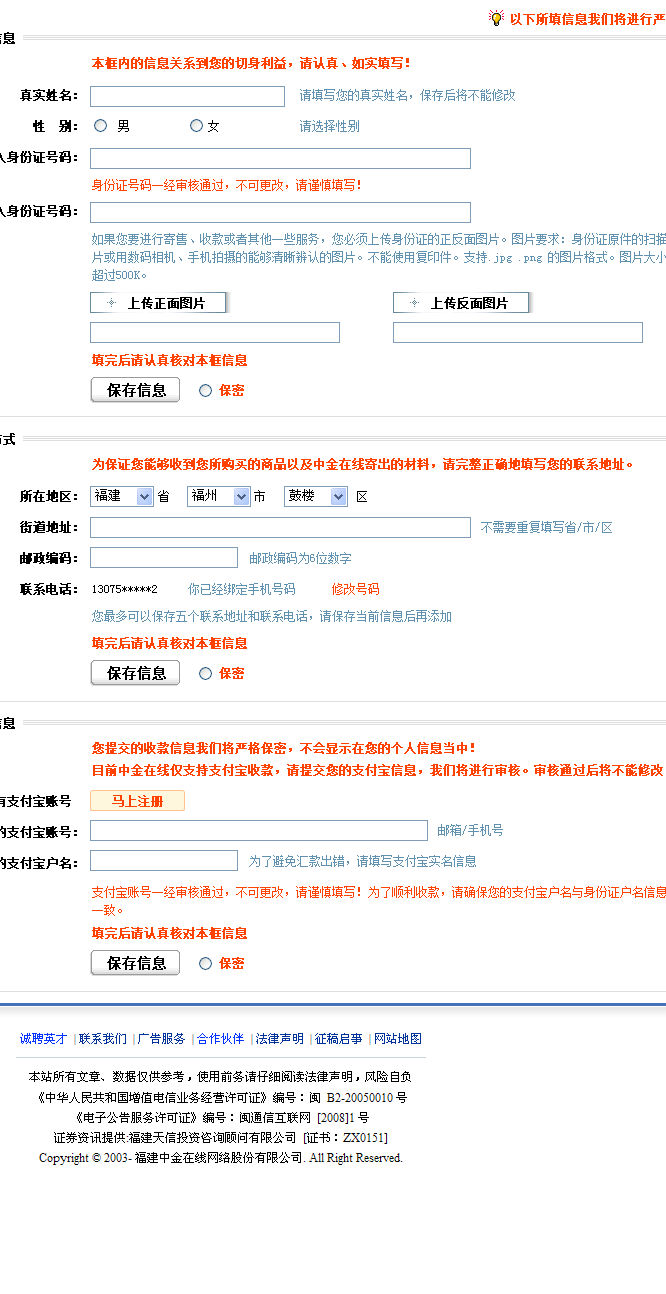 以下所填信息我们将进行严
信息
本框内的信息关系到您的切身利益，请认真、如实填写！
真实姓名： 请填写您的真实姓名，保存后将不能修改
性 别： 男 女 请选择性别
入身份证号码：
身份证号码一经审核通过，不可更改，请谨慎填写！
入身份证号码：
如果您要进行寄售、收款或者其他一些服务，您必须上传身份证的正反面图片。图片要求：身份证原件的扫描
片或用数码相机、手机拍摄的能够清晰辨认的图片。不能使用复印件。支持.jpg .png 的图片格式。图片大小
超过500K。
上传正面图片 上传反面图片
填完后请认真核对本框信息
保存信息 保密
方式
为保证您能够收到您所购买的商品以及中金在线寄出的材料，请完整正确地填写您的联系地址。
所在地区： 福建 省 福州 市 鼓楼 区
街道地址： 不需要重复填写省/市/区
邮政编码： 邮政编码为6位数字
联系电话： 13075*****2 你已经绑定手机号码 修改号码
您最多可以保存五个联系地址和联系电话，请保存当前信息后再添加
填完后请认真核对本框信息
保存信息 保密
信息
您提交的收款信息我们将严格保密，不会显示在您的个人信息当中！
目前中金在线仅支持支付宝收款，请提交您的支付宝信息，我们将进行审核。审核通过后将不能修改
有支付宝账号 马上注册
的支付宝账号： 邮箱/手机号
的支付宝户名： 为了避免汇款出错，请填写支付宝实名信息
支付宝账号一经审核通过，不可更改，请谨慎填写！为了顺利收款，请确保您的支付宝户名与身份证户名信息
一致。
填完后请认真核对本框信息
保存信息 保密
诚聘英才 |联系我们 |广告服务 |合作伙伴 |法律声明 |征稿启事 |网站地图
本站所有文章、数据仅供参考，使用前务请仔细阅读法律声明，风险自负
《中华人民共和国增值电信业务经营许可证》编号：闽 B2-20050010 号
《电子公告服务许可证》编号：闽通信互联网 [2008]1 号
证券资讯提供:福建天信投资咨询顾问有限公司 [证书：ZX0151]
Copyright © 2003- 福建中金在线网络股份有限公司. All Right Reserved.